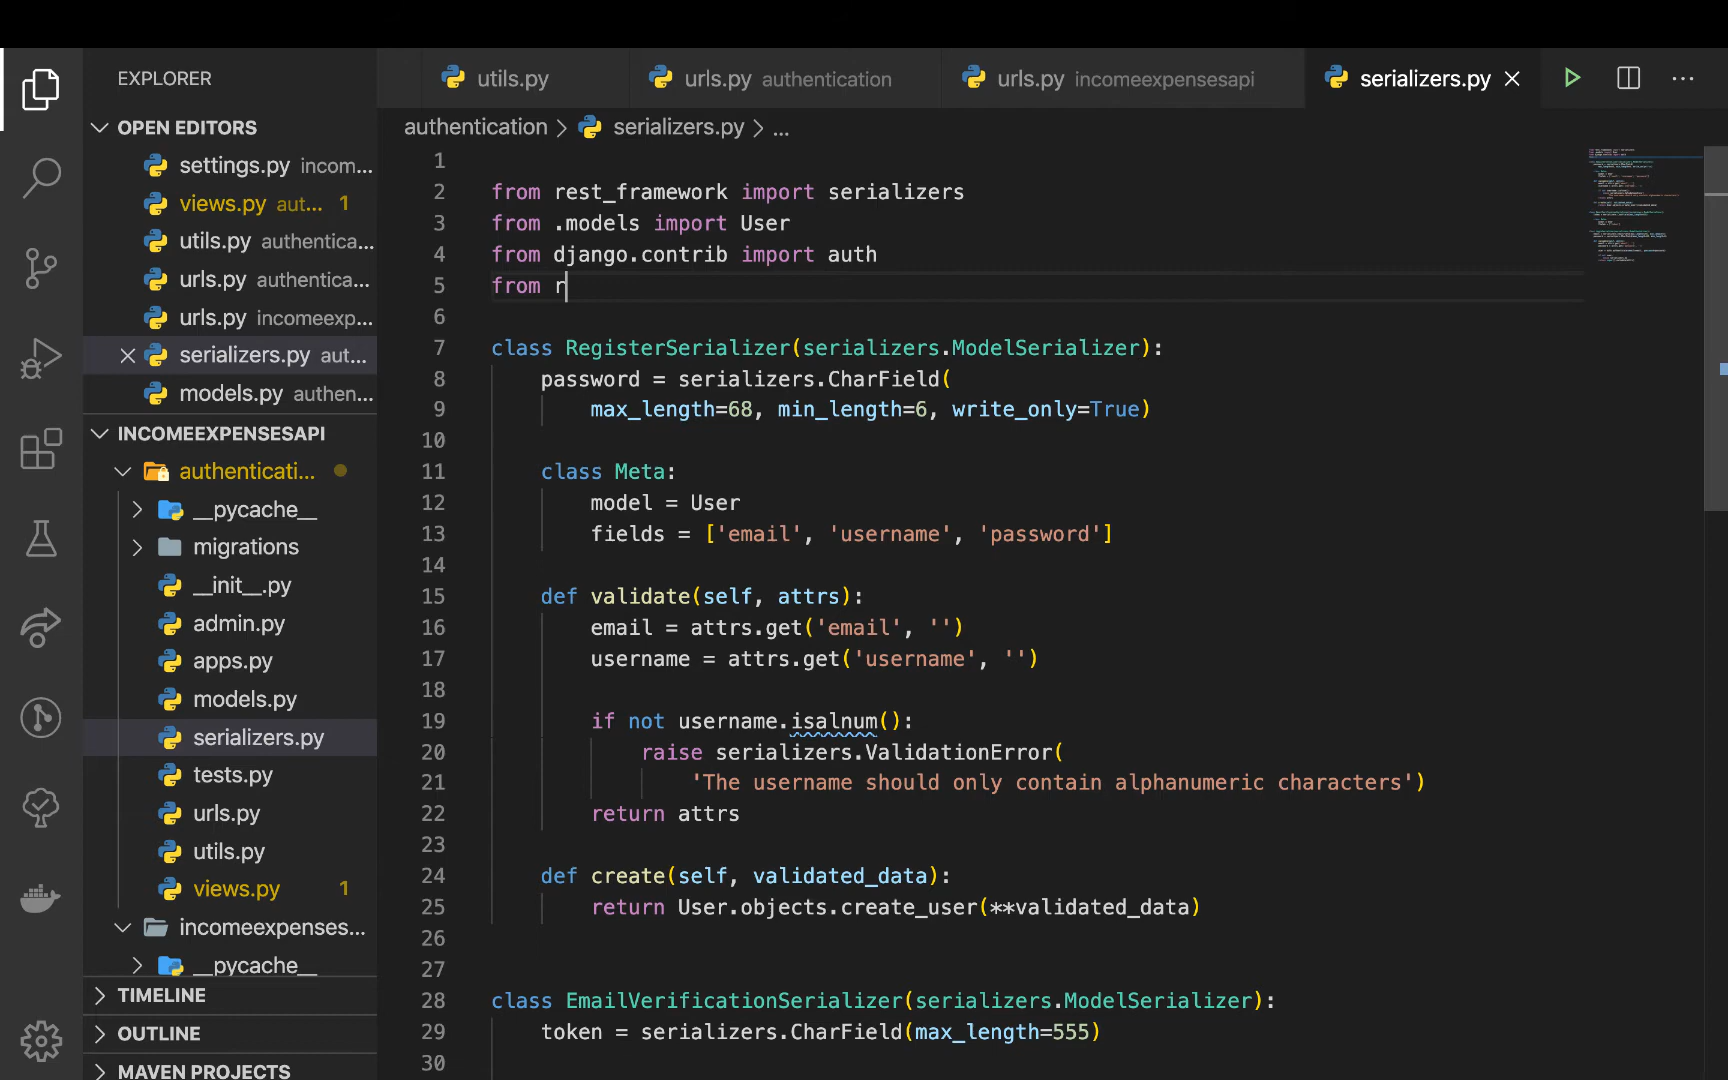 EXPLORER
OPEN EDITORS
settings.py incom...
views.py aut... 1
utils.py authentica...
urls.py authentica...
urls.py incomeexp...
serializers.py aut...
models.py authen...
INCOMEEXPENSESAPI
authenticati...
__pycache__
migrations
__init__.py
admin.py
apps.py
models.py
serializers.py
tests.py
urls.py
utils.py
views.py 1
incomeexpenses...
__pycache__
TIMELINE
OUTLINE
MAVEN PROJECTS
utils.py urls.py authentication urls.py incomeexpensesapi serializers.py
authentication > serializers.py > ...
1
2 from rest_framework import serializers
3 from .models import User
4 from django.contrib import auth
5 from r
6
7 class RegisterSerializer(serializers.ModelSerializer):
8 password = serializers.CharField(
9 max_length=68, min_length=6, write_only=True)
10
11 class Meta:
12 model = User
13 fields = ['email', 'username', 'password']
14
15 def validate(self, attrs):
16 email = attrs.get('email', '')
17 username = attrs.get('username', '')
18
19 if not username.isalnum():
20 raise serializers.ValidationError(
21 'The username should only contain alphanumeric characters')
22 return attrs
23
24 def create(self, validated_data):
25 return User.objects.create_user(**validated_data)
26
27
28 class EmailVerificationSerializer(serializers.ModelSerializer):
29 token = serializers.CharField(max_length=555)
30